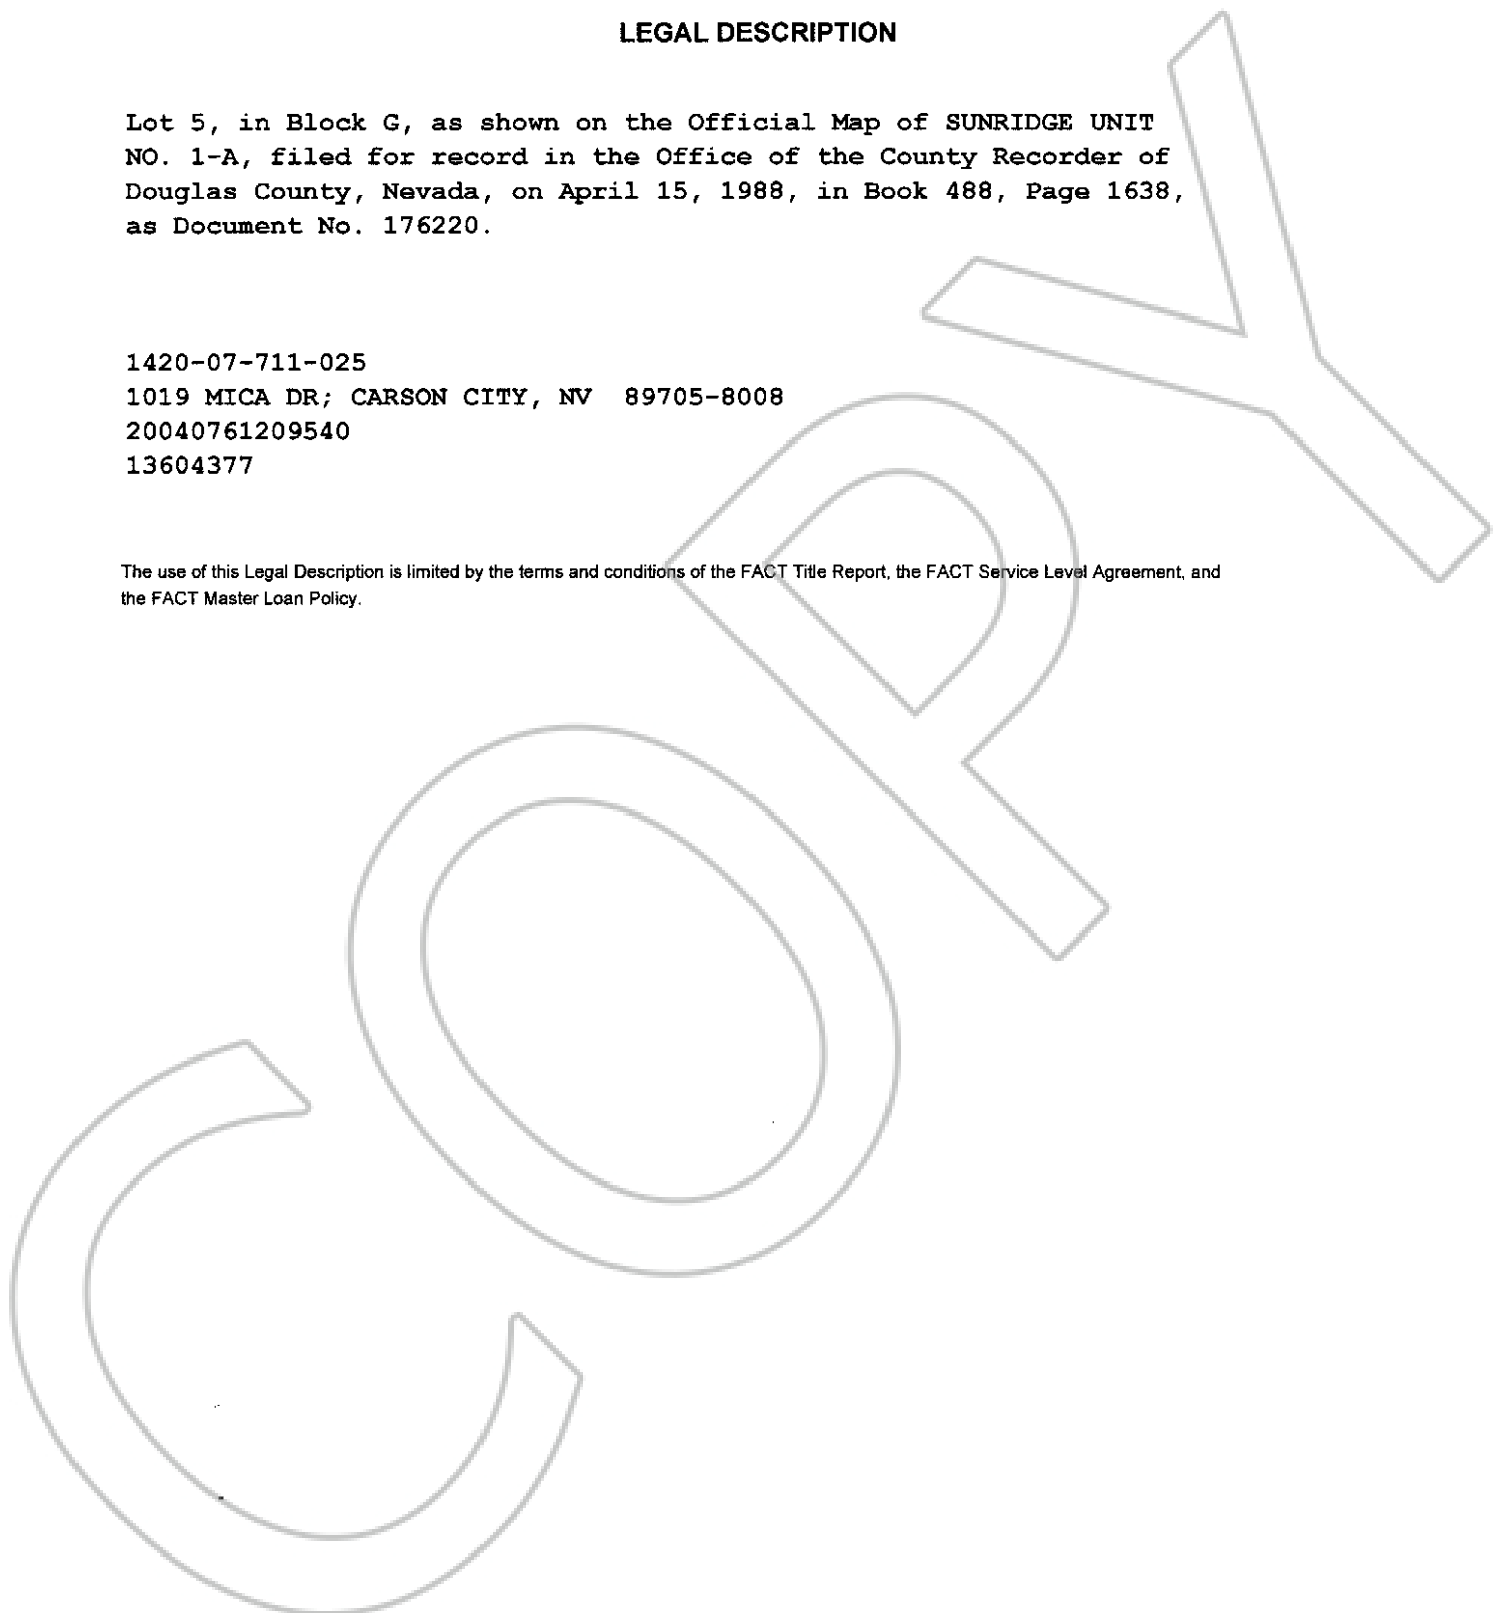 LEGAL DESCRIPTION
Lot 5, in Block G, as shown on the Official Map of SUNRIDGE UNIT
NO. 1-A, filed for record in the Office of the County Recorder of
Douglas County, Nevada, on April 15, 1988, in Book 488, Page 1638,
as Document No. 176220.
1420-07-711-025
1019 MICA DR; CARSON CITY, NV  89705-8008
20040761209540
13604377
The use of this Legal Description is limited by the terms and conditions of the FACT Title Report, the FACT Service Level Agreement, and
the FACT Master Loan Policy.
COPY